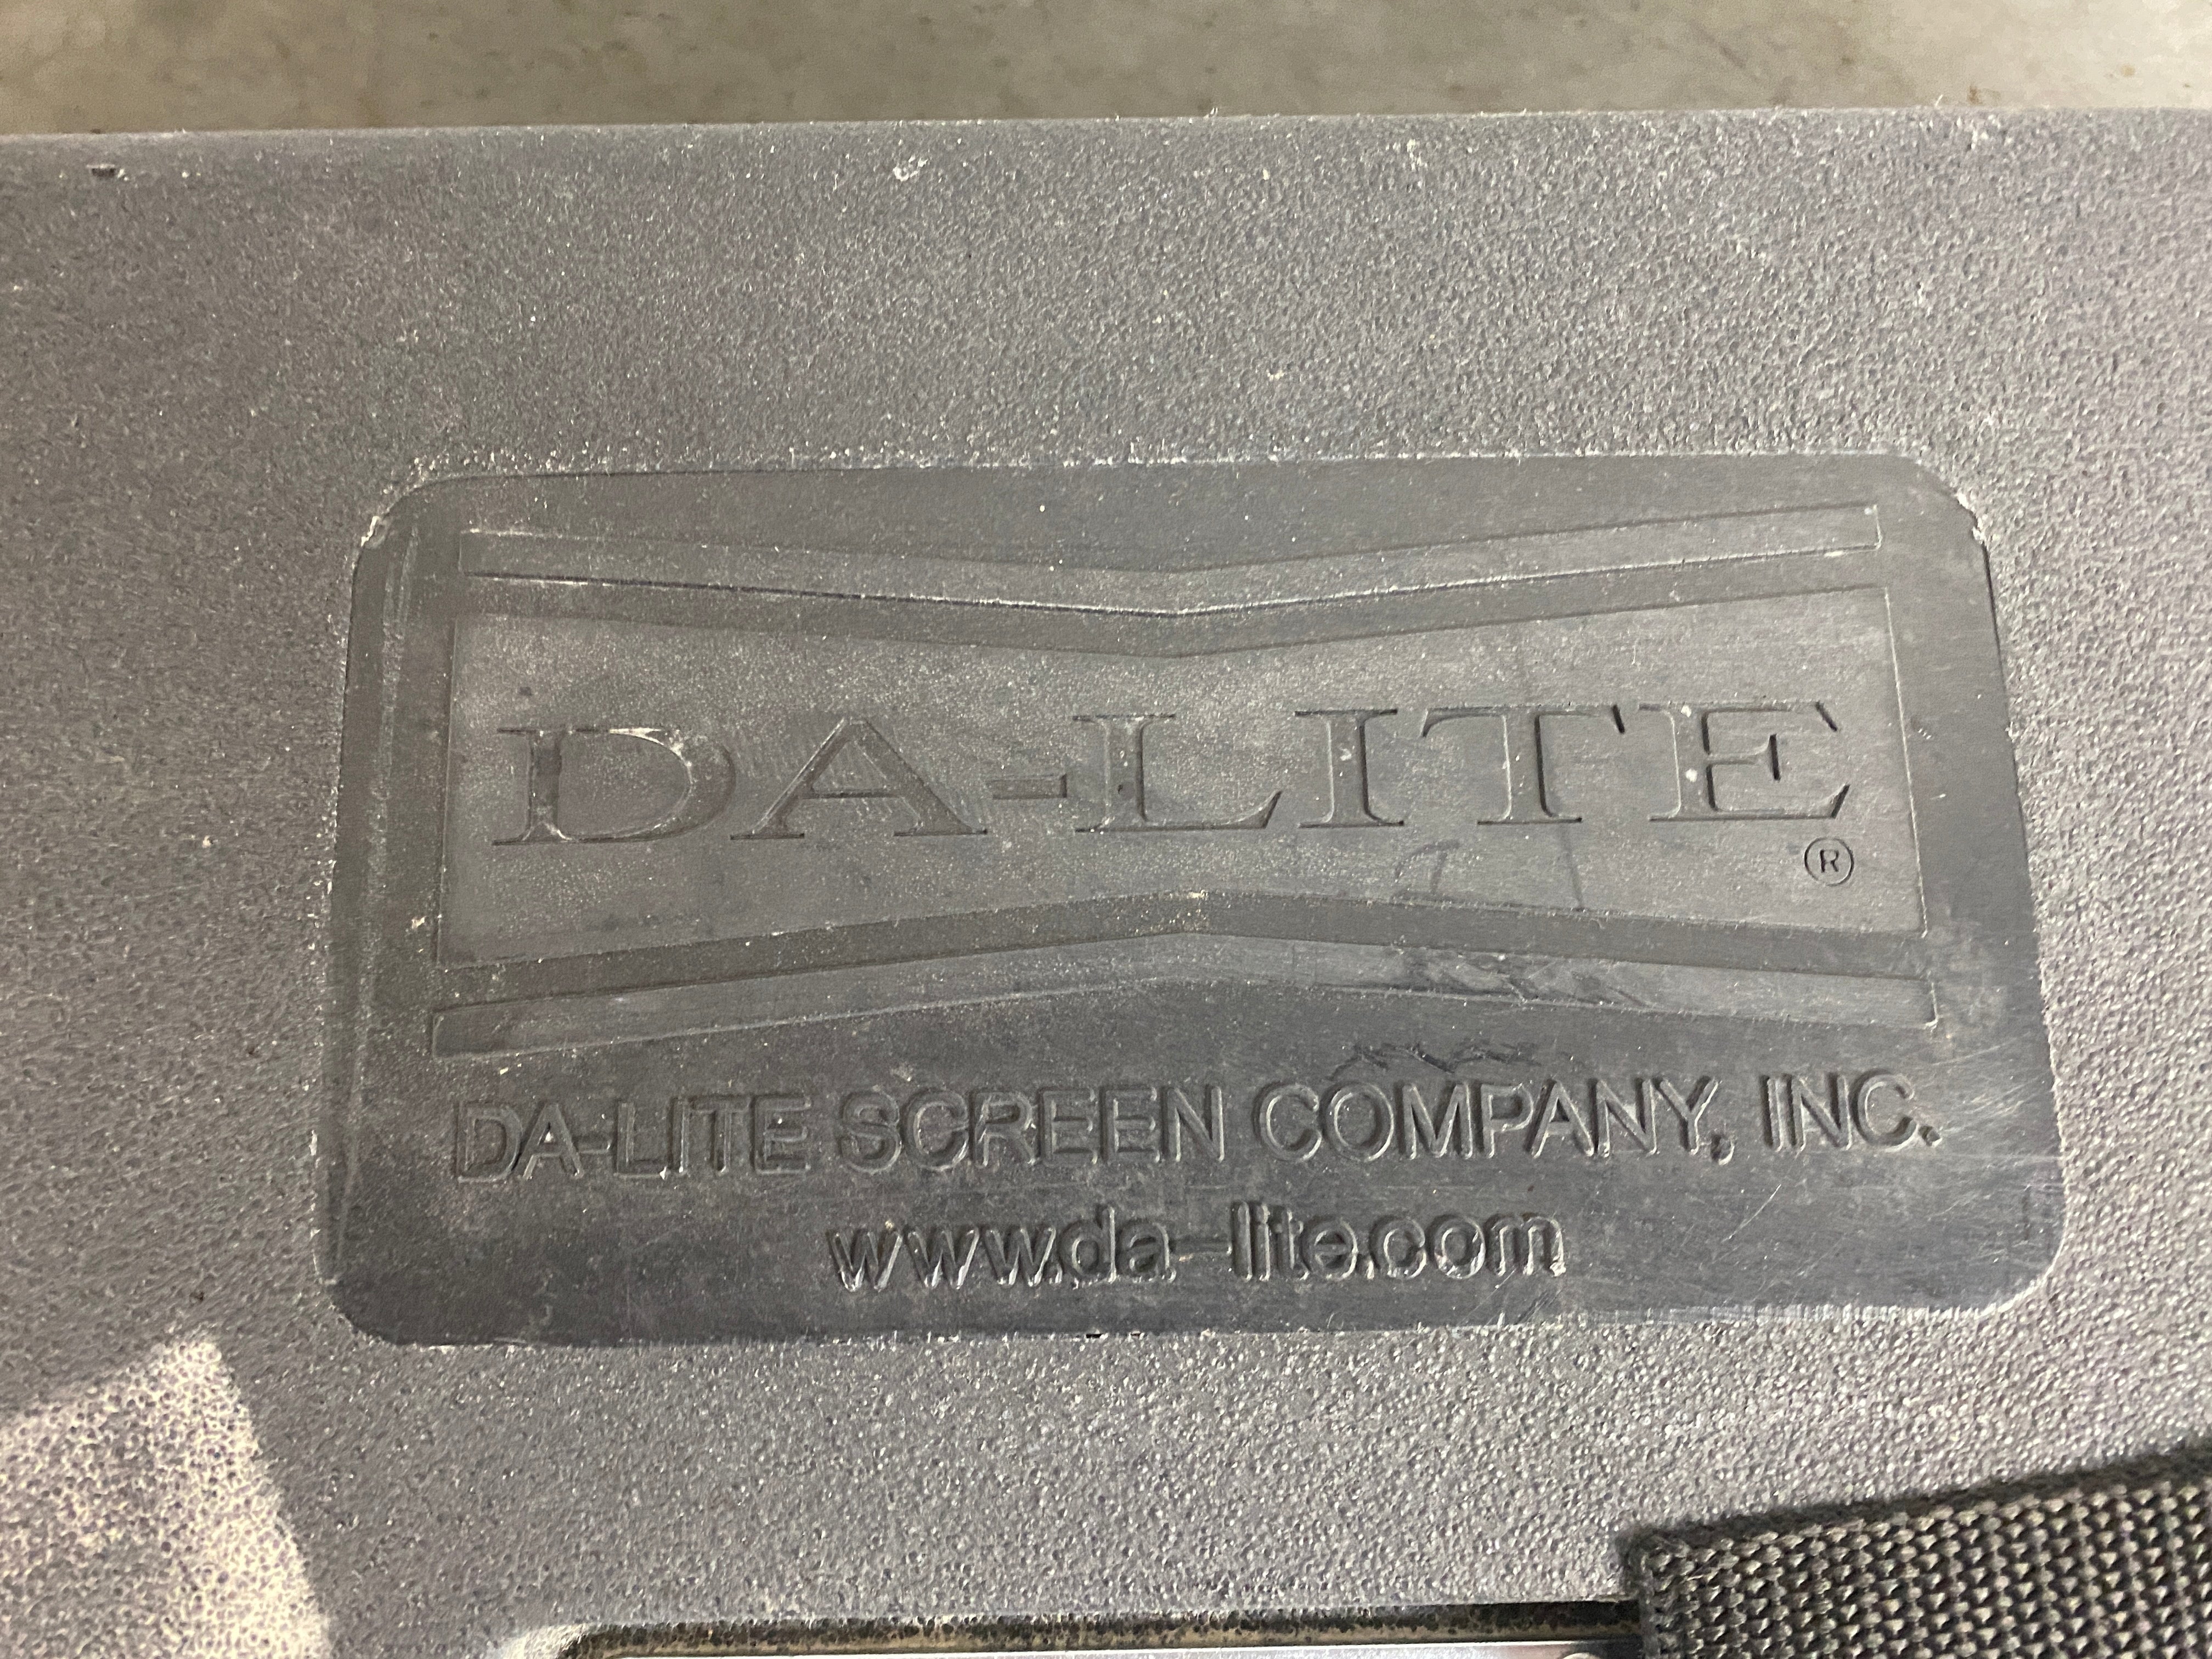 DA-LITE
®
DA-LITE SCREEN COMPANY, INC.
www.da-lite.com